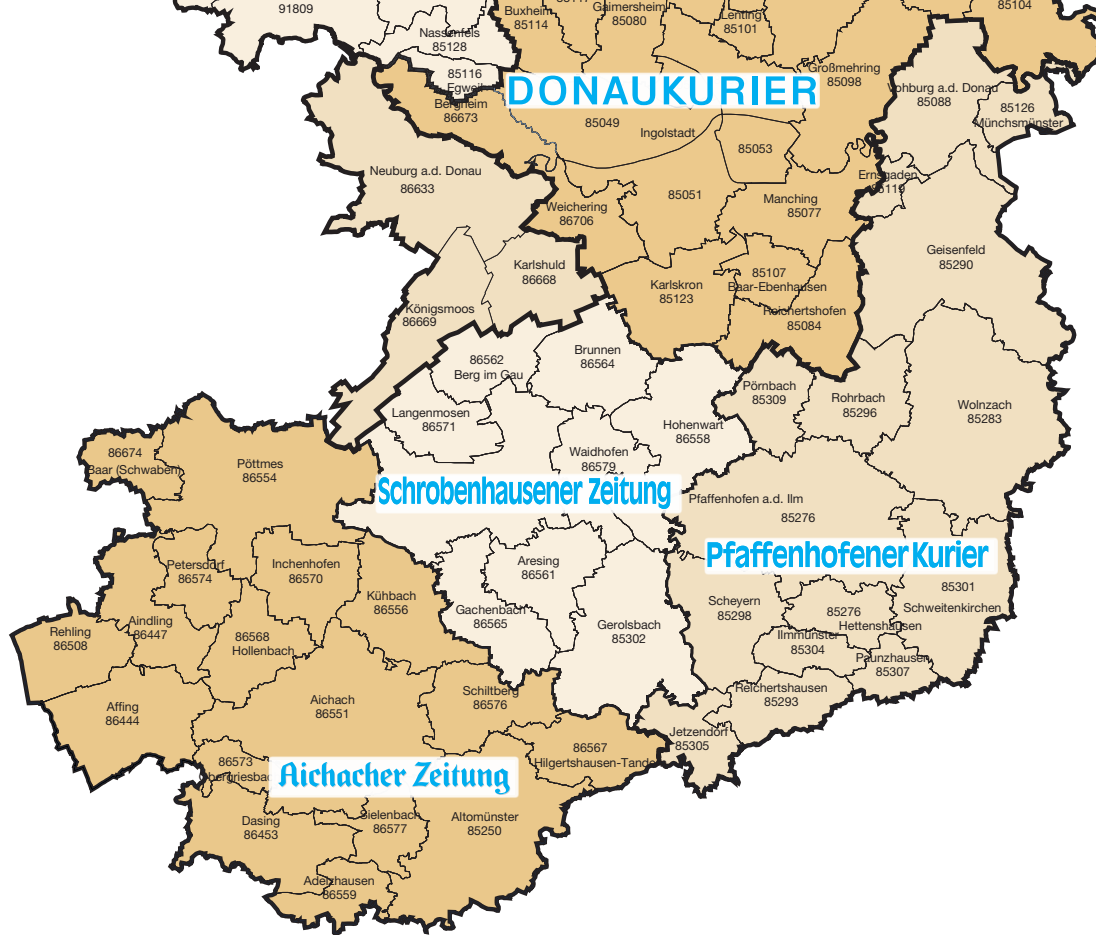 91809
Buxheim
85114
Gaimersheim
85080
Lenting
85101
85104
Nassenfels
85128
85116
Egweil
Bergheim
86673
DONAUKURIER
85049
Ingolstadt
85053
Großmehring
85098
Vohburg a.d. Donau
85088
85126
Münchsmünster
Neuburg a.d. Donau
86633
Weichering
86706
85051
Manching
85077
Ernsgaden
85119
Geisenfeld
85290
Karlshuld
86668
Karlskron
85123
85107
Baar-Ebenhausen
Reichertshofen
85084
Königsmoos
86669
86562
Berg im Gau
Brunnen
86564
Langenmosen
86571
Hohenwart
86558
Pörnbach
85309
Rohrbach
85296
Wolnzach
85283
86674
Baar (Schwaben)
Pöttmes
86554
Waidhofen
86579
Schrobenhausener Zeitung
Pfaffenhofen a.d. Ilm
85276
Pfaffenhofener Kurier
Petersdorf
86574
Inchenhofen
86570
Kühbach
86556
Aresing
86561
Gachenbach
86565
Gerolsbach
85302
Scheyern
85298
85276
Hettenshausen
85301
Schweitenkirchen
Ilmmünster
85304
Paunzhausen
85307
Reichertshausen
85293
Jetzendorf
85305
Rehling
86508
Aindling
86447
86568
Hollenbach
Affing
86444
Aichach
86551
Schiltberg
86576
86567
Hilgertshausen-Tande
86573
Obergriesbac
Aichacher Zeitung
Dasing
86453
Sielenbach
86577
Altomünster
85250
Adelzhausen
86559